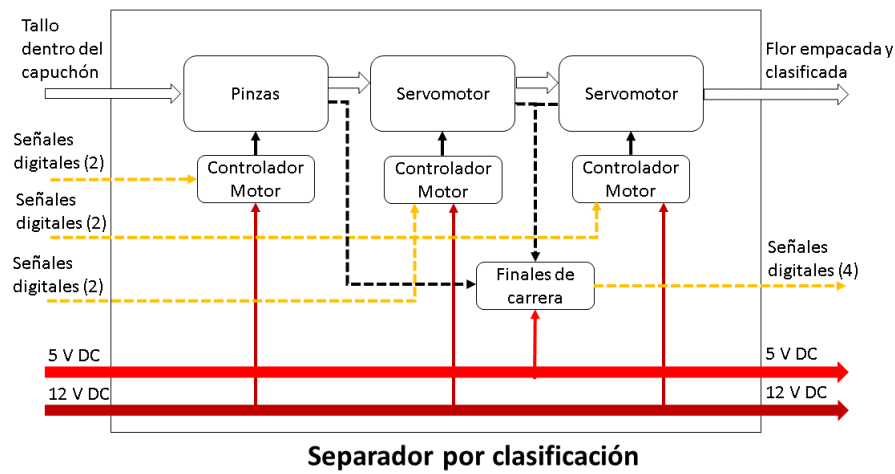 Tallo
dentro del
capuchón
Pinzas
Servomotor
Servomotor
Flor empacada y
clasificada
Señales
digitales (2)
Controlador
Motor
Controlador
Motor
Controlador
Motor
Señales
digitales (2)
Señales
digitales (2)
Finales de
carrera
Señales
digitales (4)
5 V DC
5 V DC
12 V DC
12 V DC
Separador por clasificación